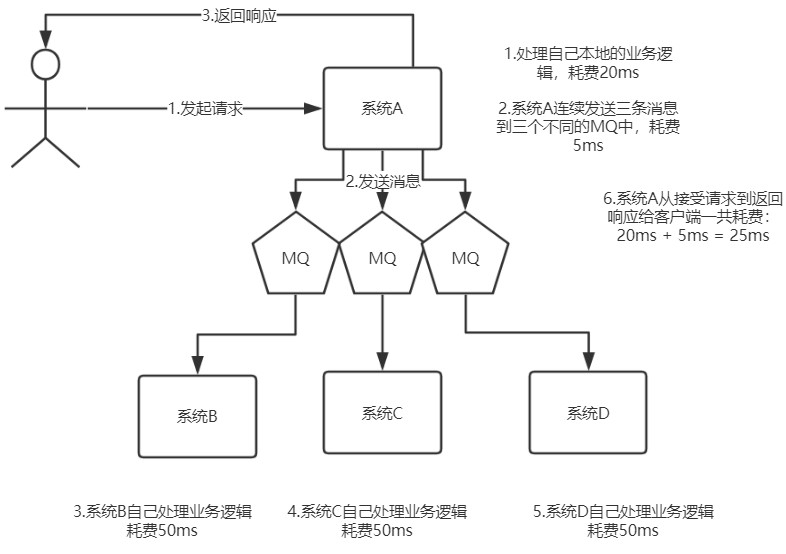 3.返回响应
1.处理自己本地的业务逻
辑，耗费20ms
1.发起请求
系统A
2.系统A连续发送三条消息
到三个不同的MQ中，耗费
5ms
2.发送消息
6.系统A从接受请求到返回
响应给客户端一共耗费：
20ms + 5ms = 25ms
MQ
MQ
MQ
系统B
系统C
系统D
3.系统B自己处理业务逻辑
耗费50ms
4.系统C自己处理业务逻辑
耗费50ms
5.系统D自己处理业务逻辑
耗费50ms